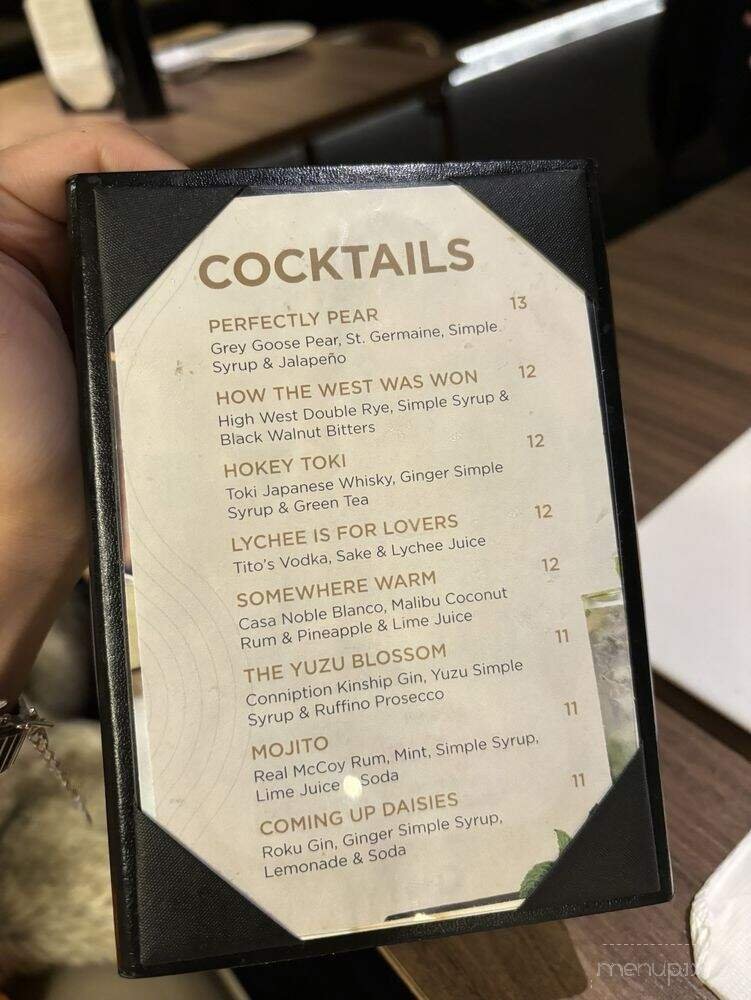 COCKTAILS
PERFECTLY PEAR 13
Grey Goose Pear, St. Germaine, Simple
Syrup & Jalapeño
HOW THE WEST WAS WON 12
High West Double Rye, Simple Syrup &
Black Walnut Bitters
HOKEY TOKI 12
Toki Japanese Whisky, Ginger Simple
Syrup & Green Tea
LYCHEE IS FOR LOVERS 12
Tito's Vodka, Sake & Lychee Juice
SOMEWHERE WARM 12
Casa Noble Blanco, Malibu Coconut
Rum & Pineapple & Lime Juice
THE YUZU BLOSSOM 11
Conniption Kinship Gin, Yuzu Simple
Syrup & Ruffino Prosecco
MOJITO 11
Real McCoy Rum, Mint, Simple Syrup,
Lime Juice Soda
COMING UP DAISIES 11
Roku Gin, Ginger Simple Syrup,
Lemonade & Soda
menupix